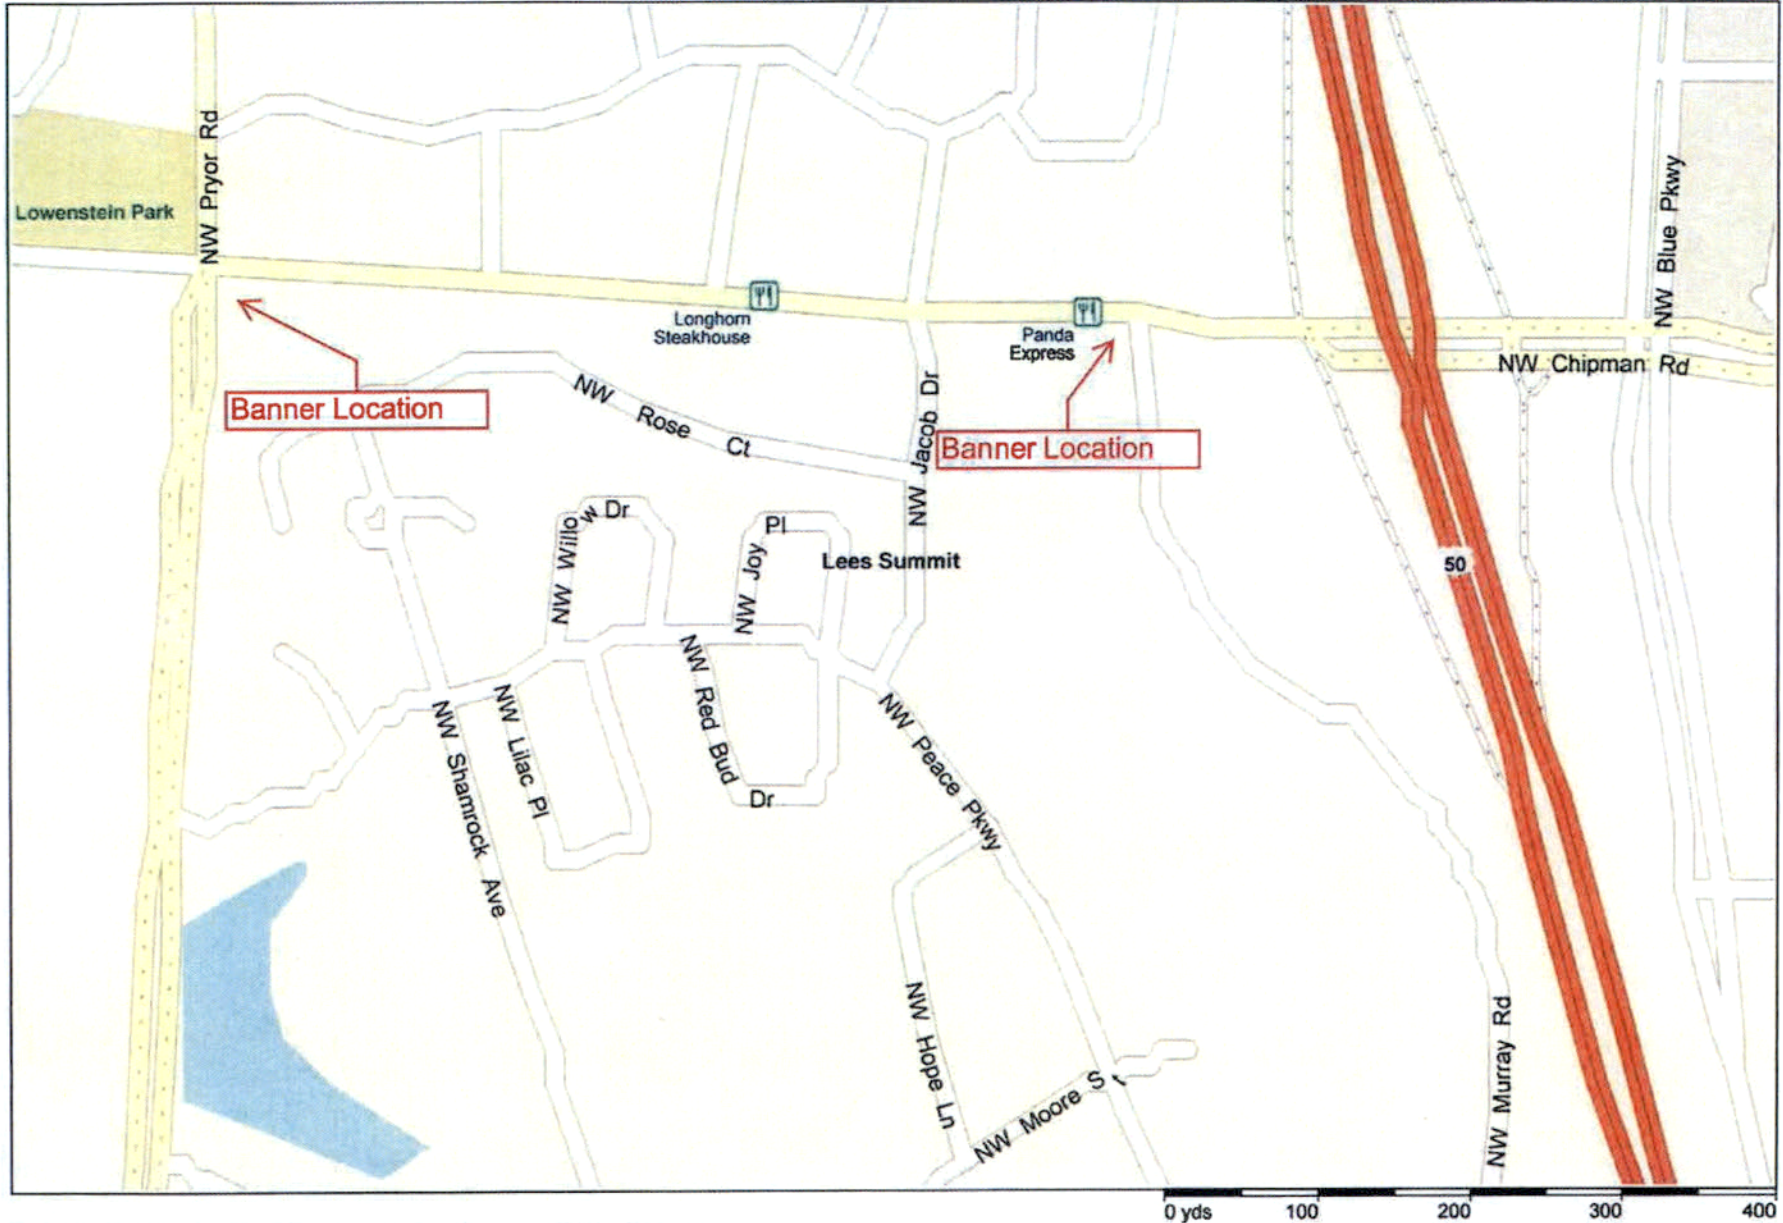 NW Pryor Rd
Lowenstein Park
NW Blue Pkwy
Longhorn
Steakhouse
Panda
Express
NW Chipman Rd
Banner Location
Banner Location
NW Rose Ct
NW Jacob Dr
NW Willow Dr
NW Joy Pl
Lees Summit
50
NW Red Bud Dr
NW Lilac Pl
NW Shamrock Ave
NW Peace Pkwy
NW Hope Ln
NW Moore S
NW Murray Rd
0 yds 100 200 300 400